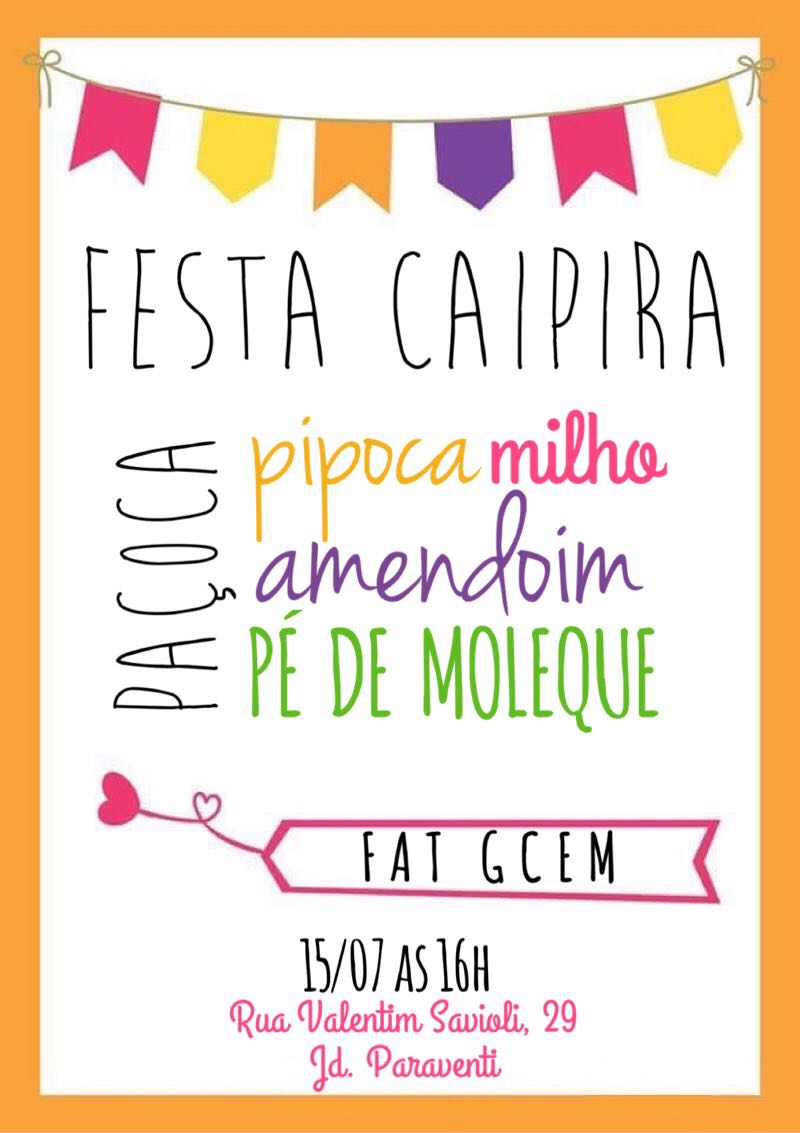 FESTA CAIPIRA
PAÇOCA
pipoca milho
amendoim
PÉ DE MOLEQUE
FAT GCEM
15/07 AS 16H
Rua Valentim Savioli, 29
Jd. Paraventi